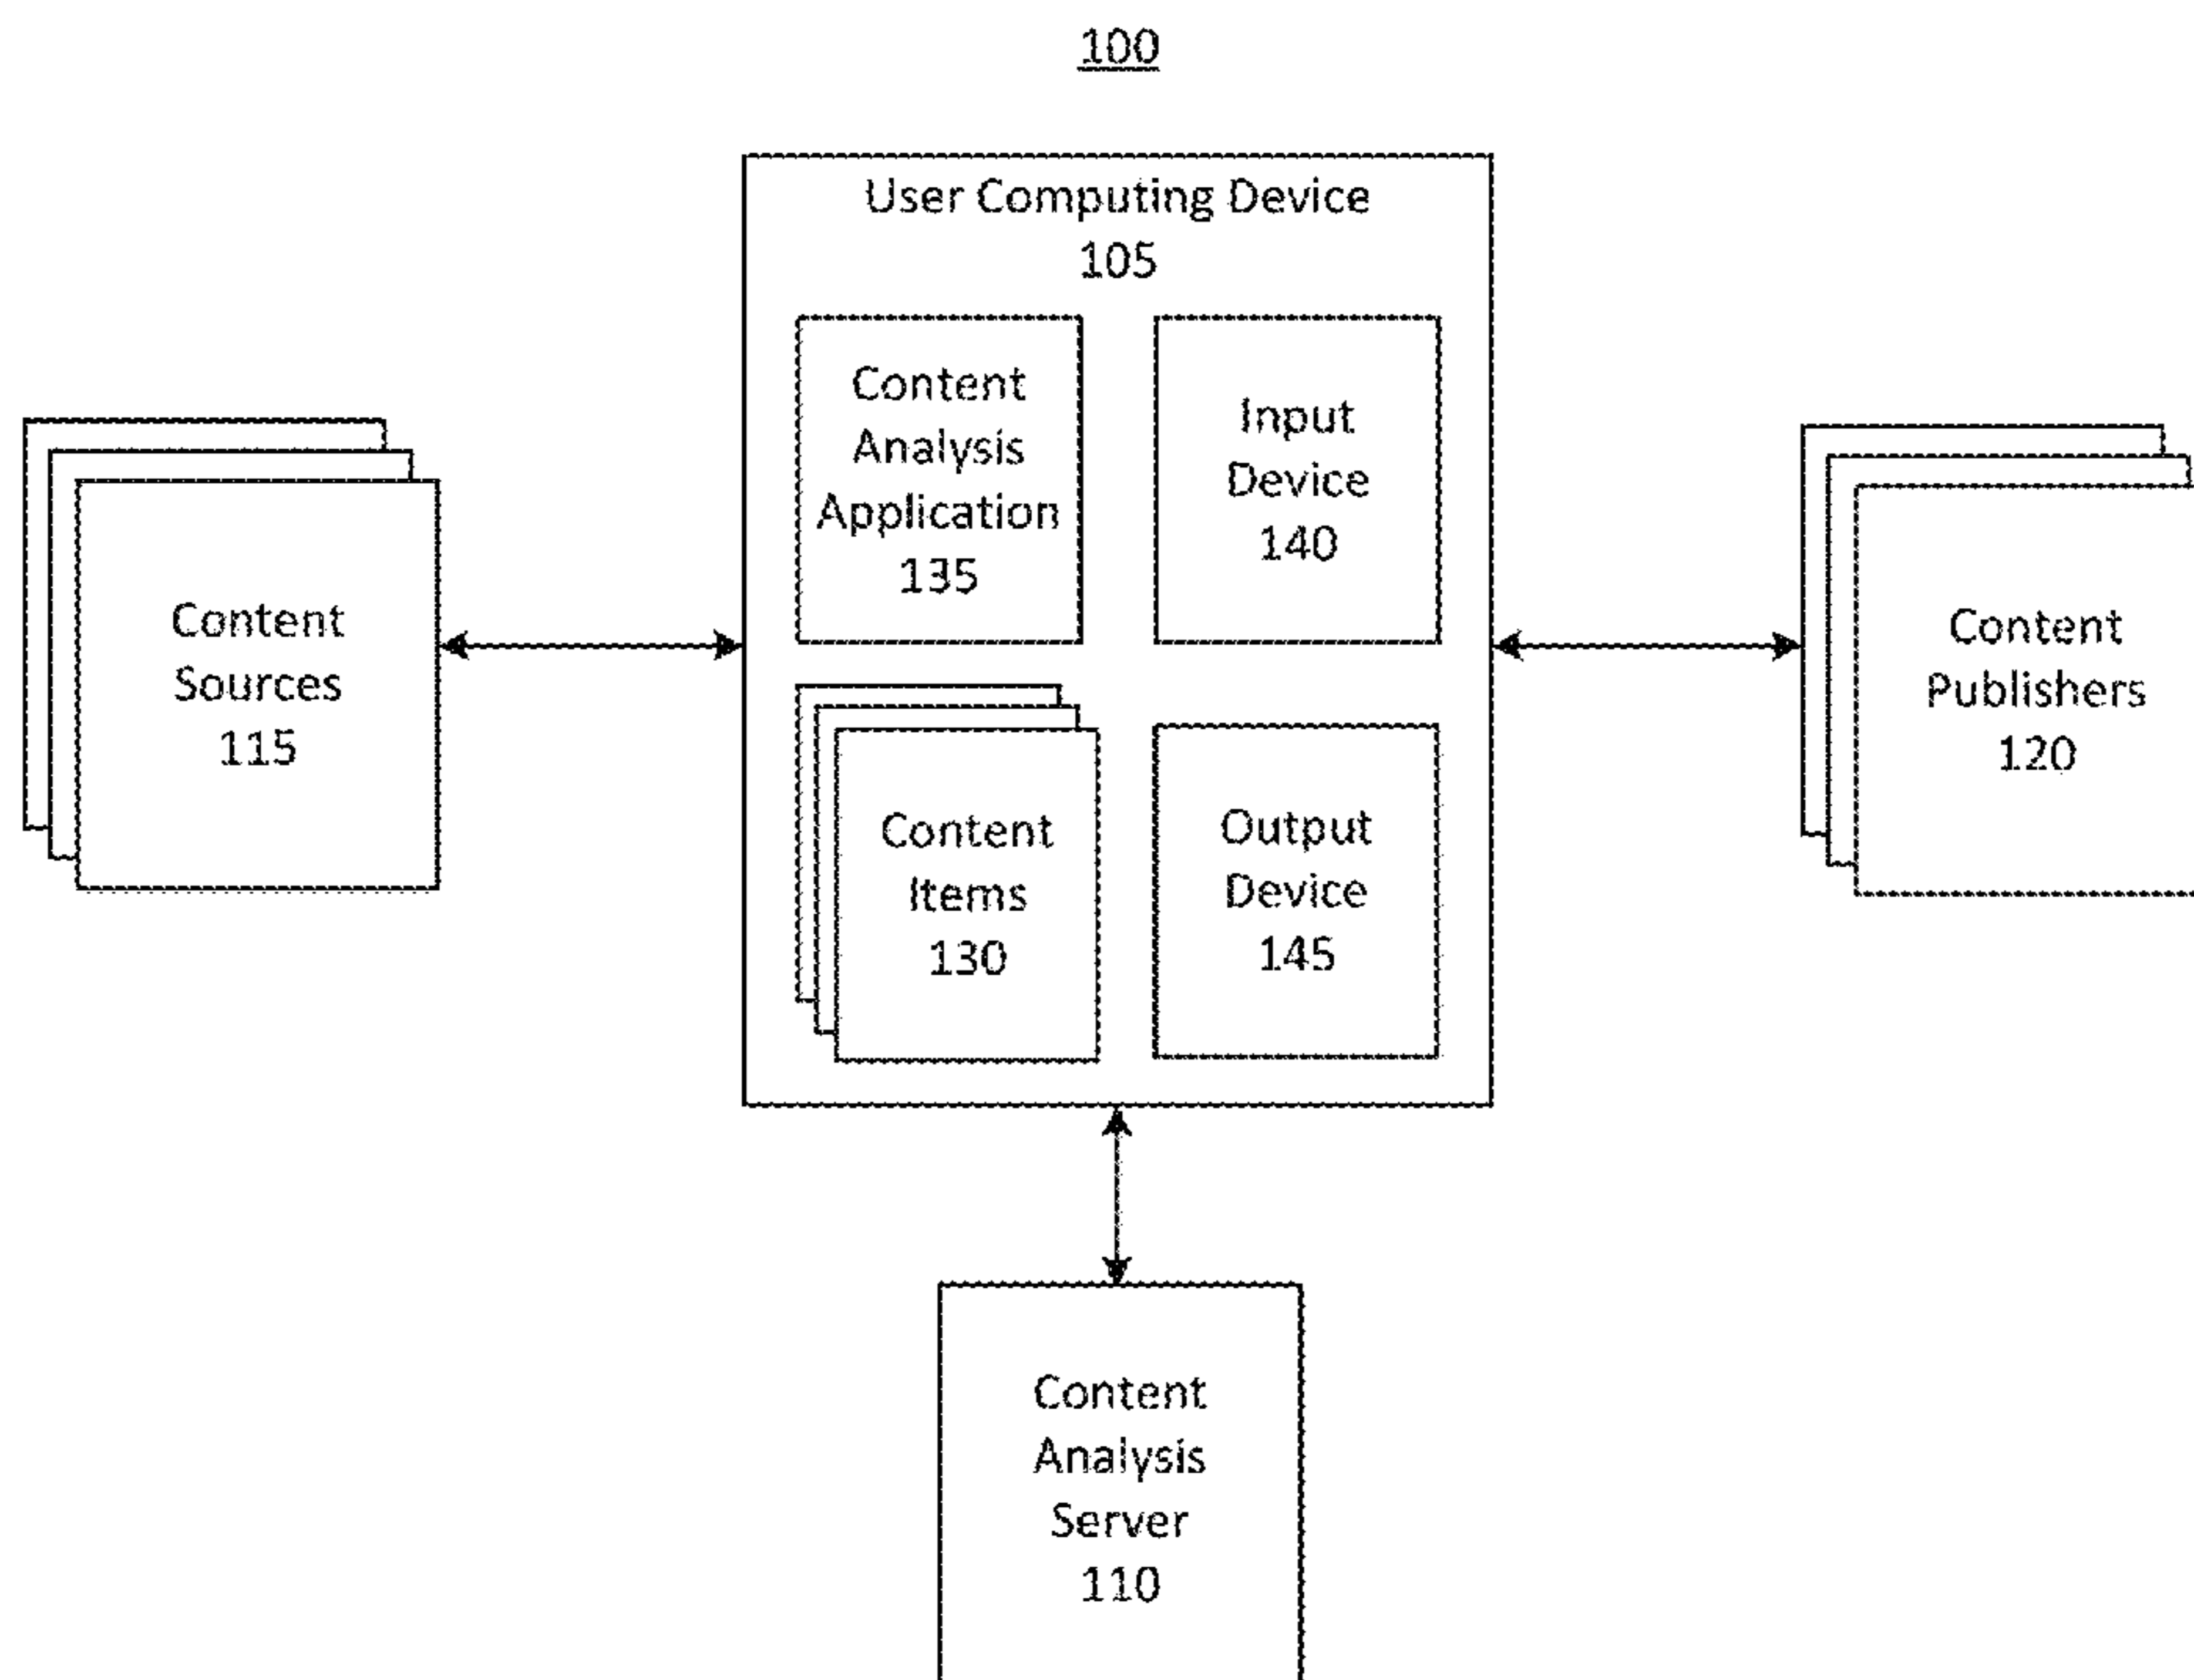 100
User Computing Device
105
Content
Analysis
Application
135
Input
Device
140
Content
Sources
115
Content
Publishers
120
Content
Items
130
Output
Device
145
Content
Analysis
Server
110